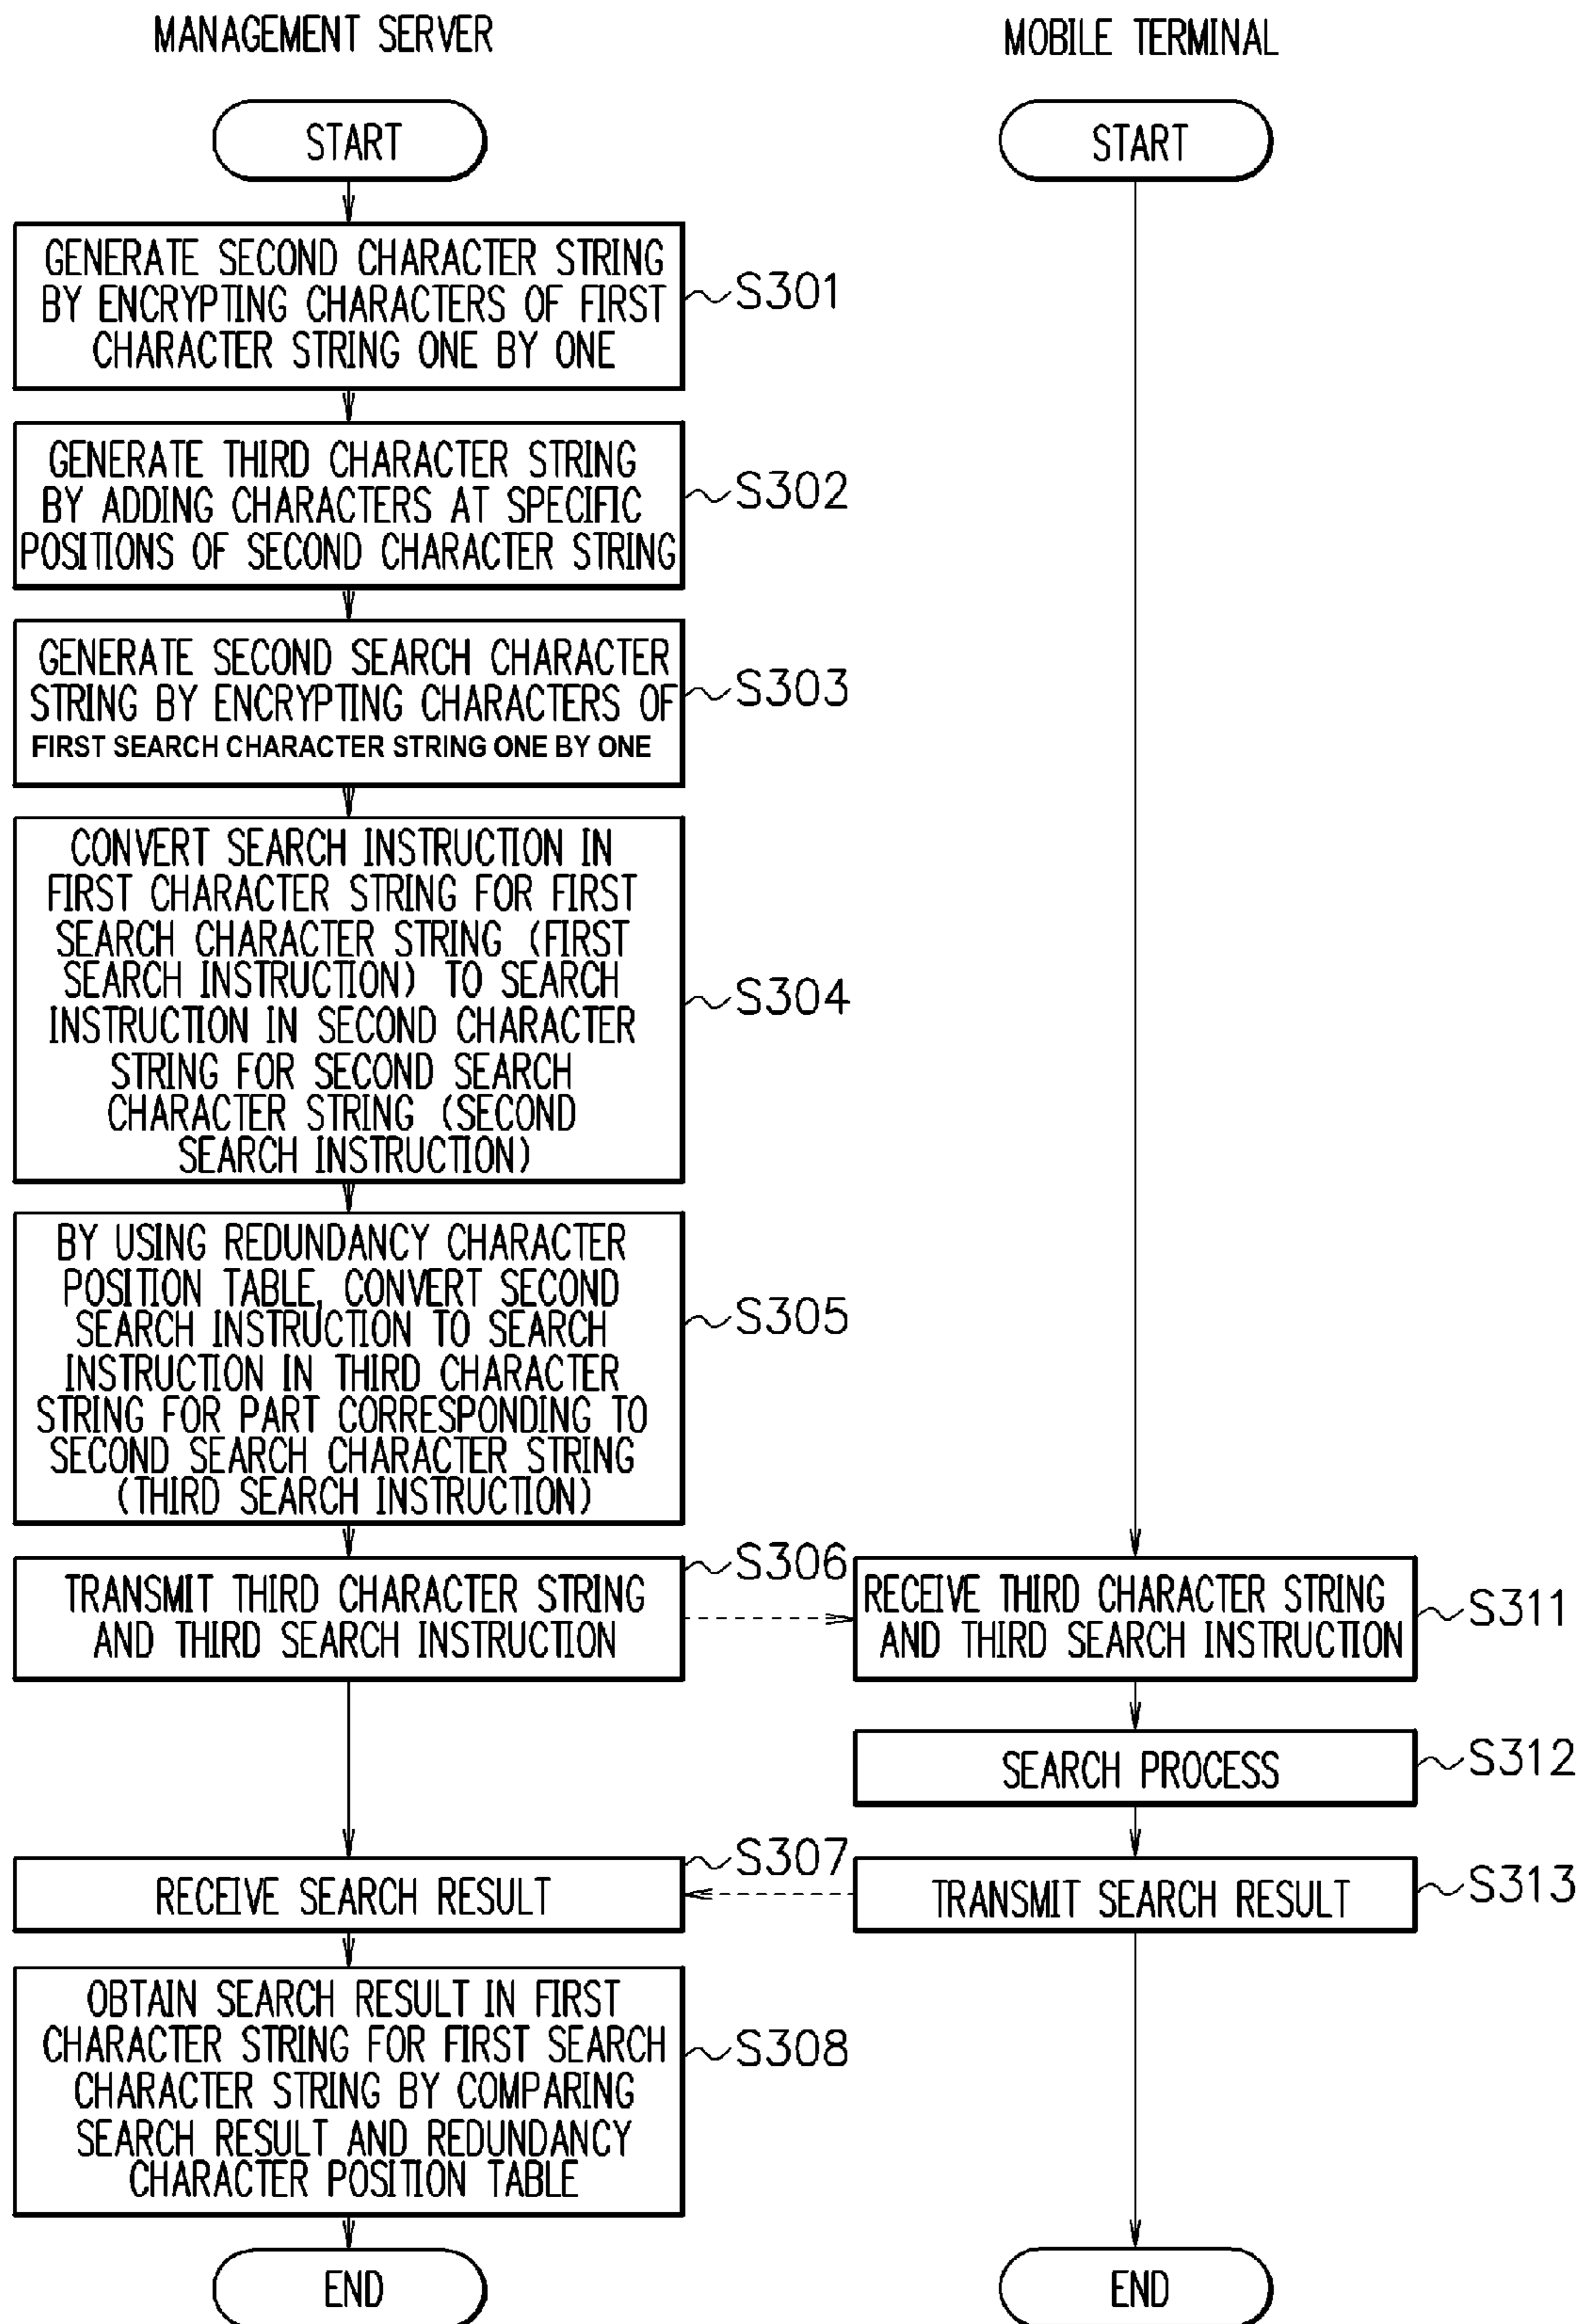 MANAGEMENT SERVER
START
GENERATE SECOND CHARACTER STRING
BY ENCRYPTING CHARACTERS OF FIRST
CHARACTER STRING ONE BY ONE
S301
GENERATE THIRD CHARACTER STRING
BY ADDING CHARACTERS AT SPECIFIC
POSITIONS OF SECOND CHARACTER STRING
S302
GENERATE SECOND SEARCH CHARACTER
STRING BY ENCRYPTING CHARACTERS OF
FIRST SEARCH CHARACTER STRING ONE BY ONE
S303
CONVERT SEARCH INSTRUCTION IN
FIRST CHARACTER STRING FOR FIRST
SEARCH CHARACTER STRING (FIRST
SEARCH INSTRUCTION) TO SEARCH
INSTRUCTION IN SECOND CHARACTER
STRING FOR SECOND SEARCH
CHARACTER STRING (SECOND
SEARCH INSTRUCTION)
S304
BY USING REDUNDANCY CHARACTER
POSITION TABLE, CONVERT SECOND
SEARCH INSTRUCTION TO SEARCH
INSTRUCTION IN THIRD CHARACTER
STRING FOR PART CORRESPONDING TO
SECOND SEARCH CHARACTER STRING
(THIRD SEARCH INSTRUCTION)
S305
TRANSMIT THIRD CHARACTER STRING
AND THIRD SEARCH INSTRUCTION
S306
RECEIVE SEARCH RESULT
S307
OBTAIN SEARCH RESULT IN FIRST
CHARACTER STRING FOR FIRST SEARCH
CHARACTER STRING BY COMPARING
SEARCH RESULT AND REDUNDANCY
CHARACTER POSITION TABLE
S308
END
MOBILE TERMINAL
START
RECEIVE THIRD CHARACTER STRING
AND THIRD SEARCH INSTRUCTION
S311
SEARCH PROCESS
S312
TRANSMIT SEARCH RESULT
S313
END